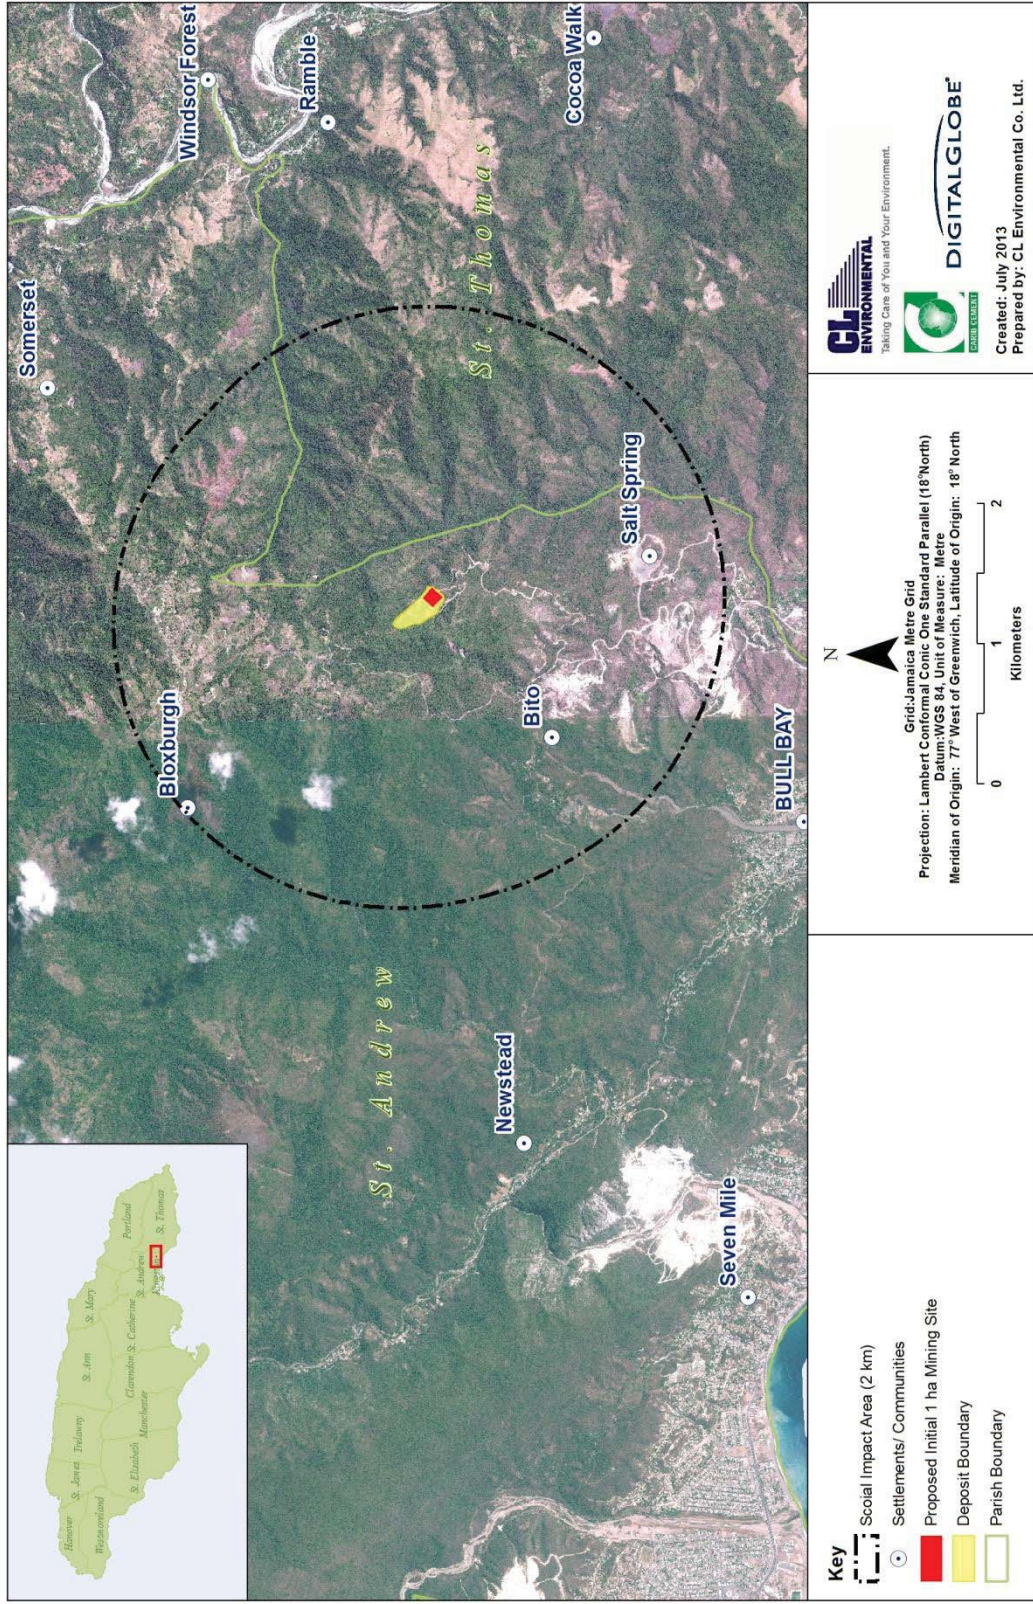 Somerset
Windsor Forest
Ramble
Cocoa Walk
Bloxburgh
St. Thomas
St. Andrew
Salt Spring
Bito
BULL BAY
Newstead
Seven Mile
Hanover
St. James
Trelawny
St. Ann
St. Mary
Portland
Westmoreland
St. Elizabeth
Manchester
Clarendon
St. Catherine
St. Andrew
St. Thomas
Key
Scoial Impact Area (2 km)
Settlements/ Communities
Proposed Initial 1 ha Mining Site
Deposit Boundary
Parish Boundary
N
Grid:Jamaica Metre Grid
Projection: Lambert Conformal Conic One Standard Parallel (18°North)
Datum:WGS 84, Unit of Measure: Metre
Meridian of Origin: 77° West of Greenwich, Latitude of Origin: 18° North
0 1 2
Kilometers
CL
ENVIRONMENTAL
Taking Care of You and Your Environment.
CARIB CEMENT
DIGITALGLOBE®
Created: July 2013
Prepared by: CL Environmental Co. Ltd.